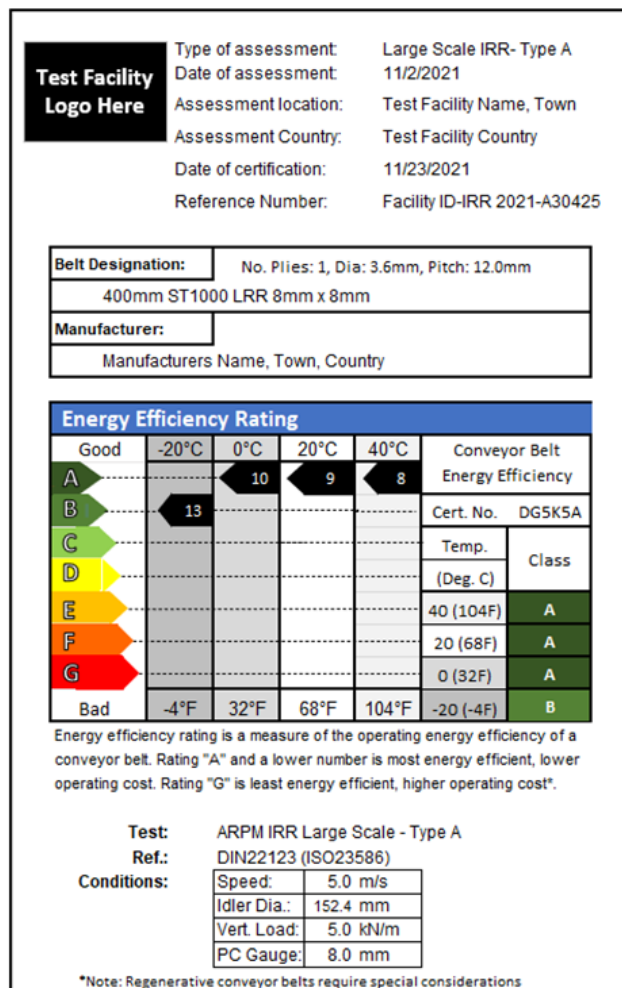 Test Facility
Logo Here
Type of assessment: Large Scale IRR- Type A
Date of assessment: 11/2/2021
Assessment location: Test Facility Name, Town
Assessment Country: Test Facility Country
Date of certification: 11/23/2021
Reference Number: Facility ID-IRR 2021-A30425
Belt Designation: No. Plies: 1, Dia: 3.6mm, Pitch: 12.0mm
400mm ST1000 LRR 8mm x 8mm
Manufacturer:
Manufacturers Name, Town, Country
Energy Efficiency Rating
Good -20°C 0°C 20°C 40°C Conveyor Belt
Energy Efficiency
A 10 9 8
B 13 Cert. No. DG5K5A
C Temp. Class
D (Deg. C)
E 40 (104F) A
F 20 (68F) A
G 0 (32F) A
Bad -4°F 32°F 68°F 104°F -20 (-4F) B
Energy efficiency rating is a measure of the operating energy efficiency of a
conveyor belt. Rating "A" and a lower number is most energy efficient, lower
operating cost. Rating "G" is least energy efficient, higher operating cost*.
Test: ARPM IRR Large Scale - Type A
Ref.: DIN22123 (ISO23586)
Conditions: Speed: 5.0 m/s
Idler Dia.: 152.4 mm
Vert. Load: 5.0 kN/m
PC Gauge: 8.0 mm
*Note: Regenerative conveyor belts require special considerations